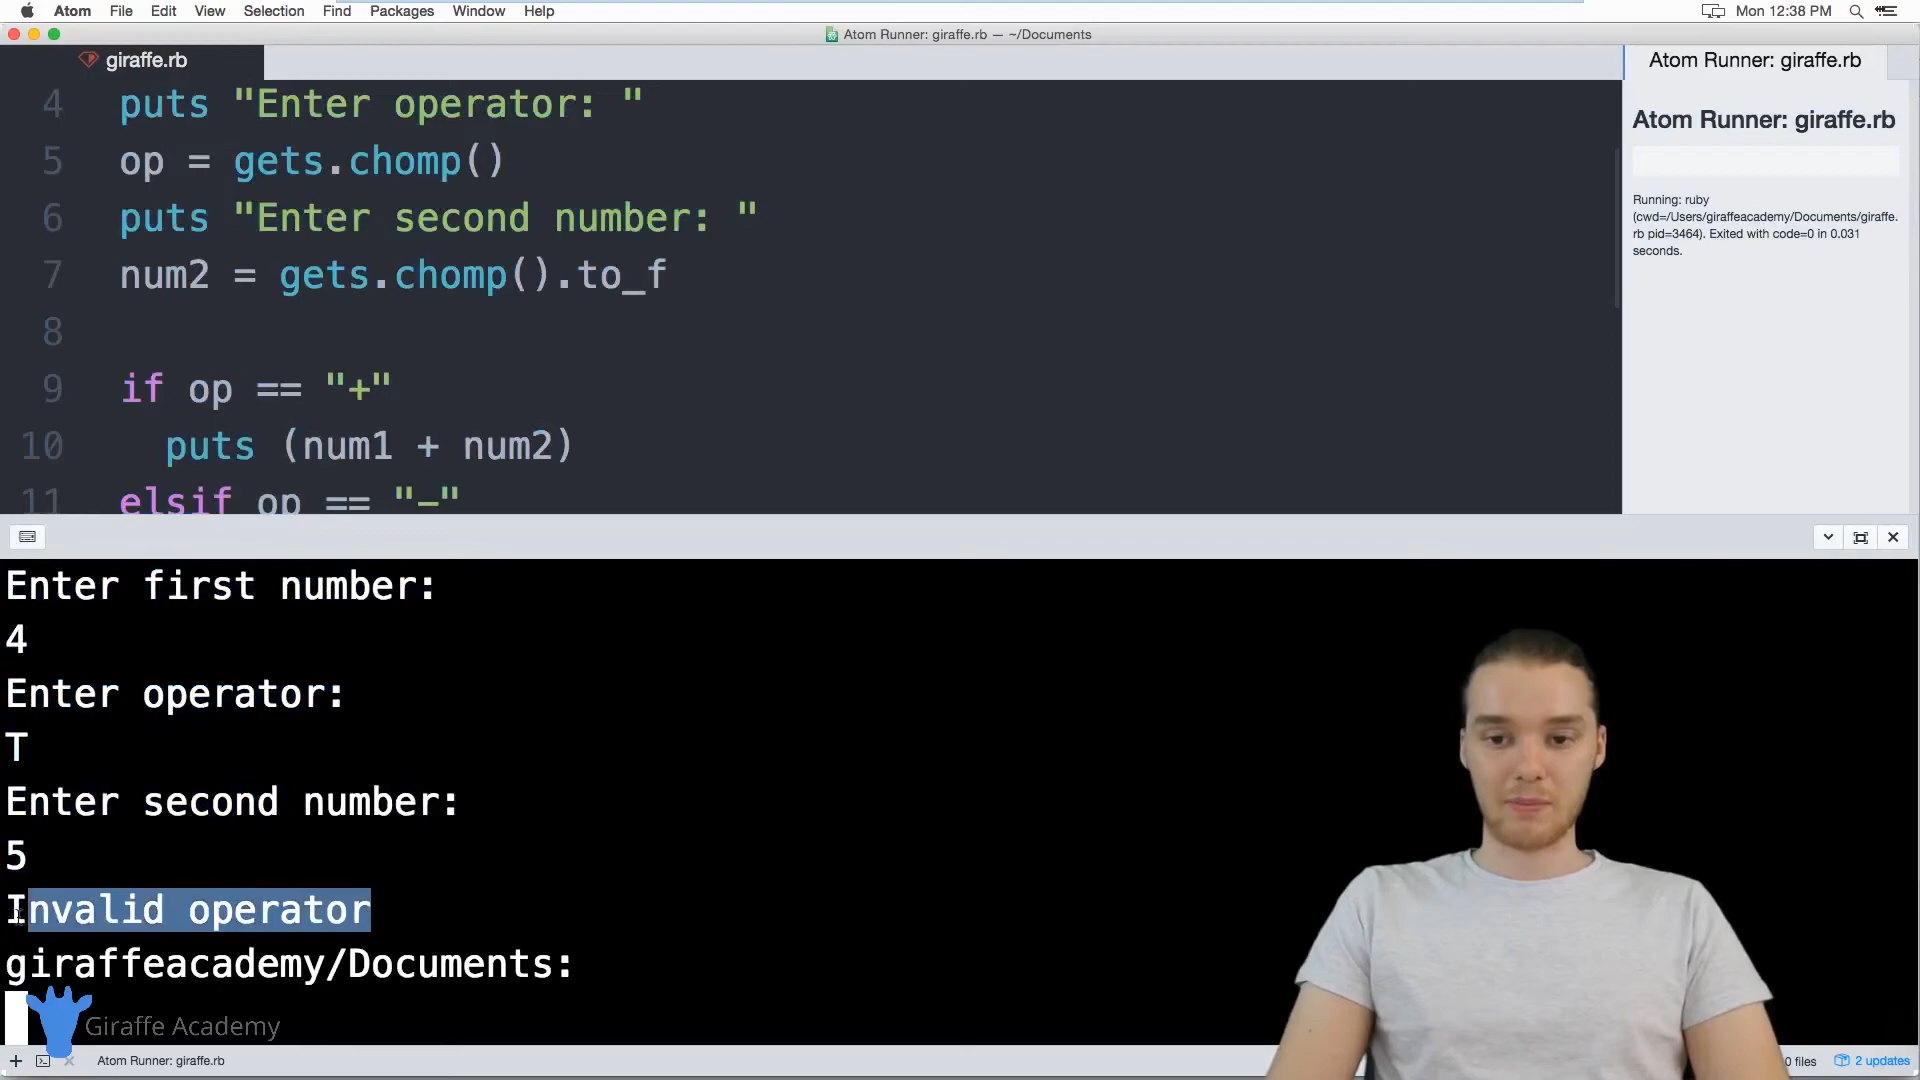 Atom File Edit View Selection Find Packages Window Help Mon 12:38 PM
Atom Runner: giraffe.rb — ~/Documents
giraffe.rb
Atom Runner: giraffe.rb
4 puts "Enter operator: "
5 op = gets.chomp()
6 puts "Enter second number: "
7 num2 = gets.chomp().to_f
8
9 if op == "+"
10 puts (num1 + num2)
11 elsif op == "-"
Atom Runner: giraffe.rb
Running: ruby
(cwd=/Users/giraffeacademy/Documents/giraffe.
rb pid=3464). Exited with code=0 in 0.031
seconds.
Enter first number:
4
Enter operator:
T
Enter second number:
5
Invalid operator
giraffeacademy/Documents:
Giraffe Academy
Atom Runner: giraffe.rb
0 files 2 updates